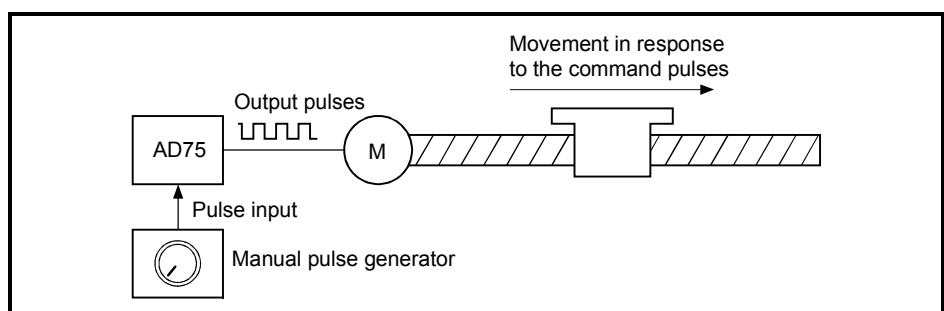 Movement in response
to the command pulses
Output pulses
AD75
M
Pulse input
Manual pulse generator